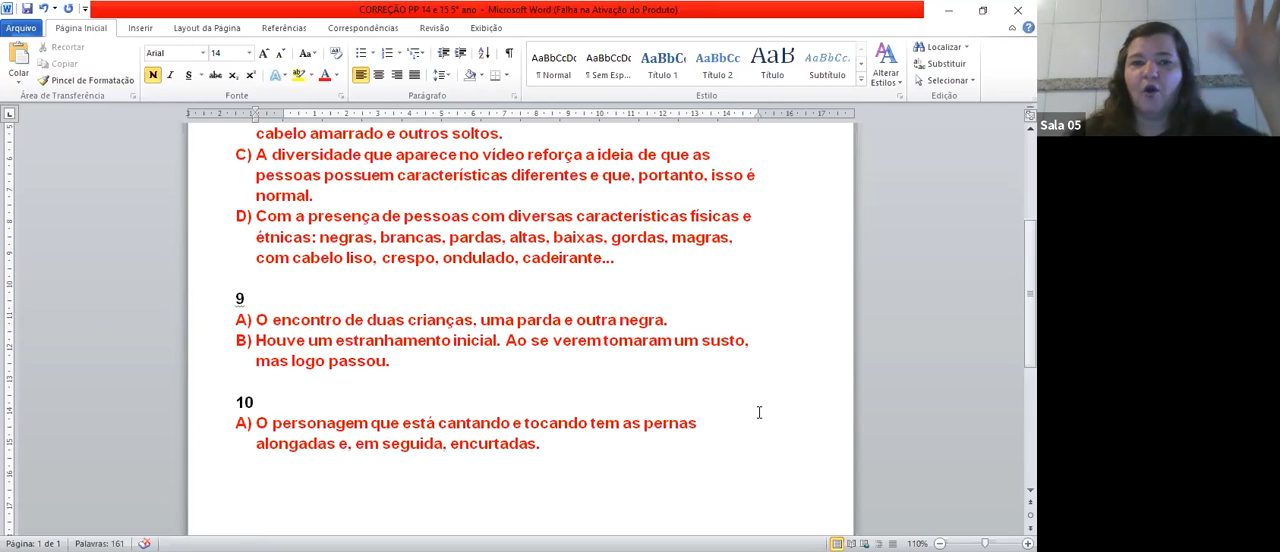 CORREÇÃO PP 14 e 15 5° ano - Microsoft Word (Falha na Ativação do Produto)
Arquivo Página Inicial Inserir Layout da Página Referências Correspondências Revisão Exibição
Colar
Recortar
Copiar
Pincel de Formatação
Área de Transferência
Arial 14
Fonte
Parágrafo
AaBbCcDc AaBbCcDc AaBbC AaBbCc AaB AaBbCc.
¶ Normal ¶ Sem Esp... Título 1 Título 2 Título Subtítulo
Alterar
Estilos
Estilo
Localizar
Substituir
Selecionar
Edição
Sala 05
cabelo amarrado e outros soltos.
C) A diversidade que aparece no vídeo reforça a ideia de que as
pessoas possuem características diferentes e que, portanto, isso é
normal.
D) Com a presença de pessoas com diversas características físicas e
étnicas: negras, brancas, pardas, altas, baixas, gordas, magras,
com cabelo liso, crespo, ondulado, cadeirante...
9
A) O encontro de duas crianças, uma parda e outra negra.
B) Houve um estranhamento inicial. Ao se verem tomaram um susto,
mas logo passou.
10
A) O personagem que está cantando e tocando tem as pernas
alongadas e, em seguida, encurtadas.
Página: 1 de 1 Palavras: 161 110%